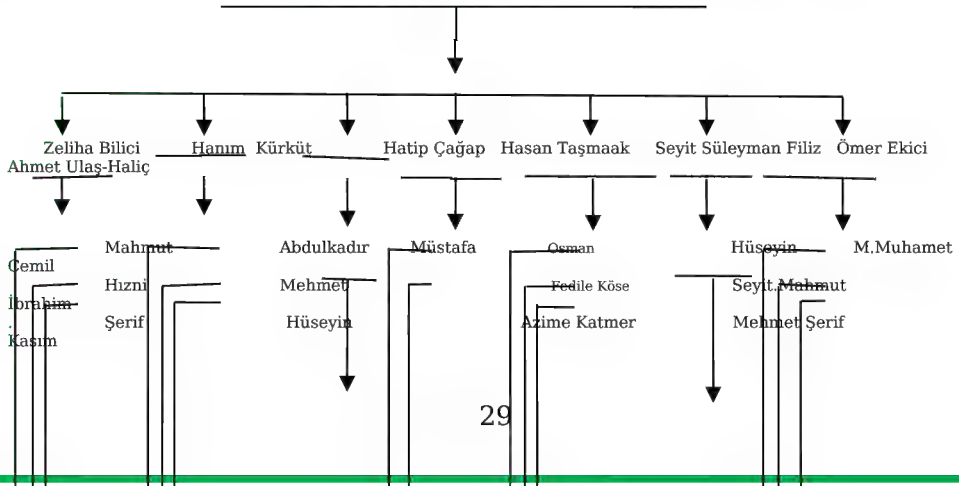 Zeliha Bilici Hanım Kürküt Hatip Çağap Hasan Taşmaak Seyit Süleyman Filiz Ömer Ekici
Ahmet Ulaş-Haliç
Mahmut Abdulkadır Müstafa Osman Hüseyin M.Muhamet
Cemil
Hızni Mehmet Fedile Köse Seyit.Mahmut
İbrahim
Şerif Hüseyin Azime Katmer Mehmet Şerif
.
Kasım
29